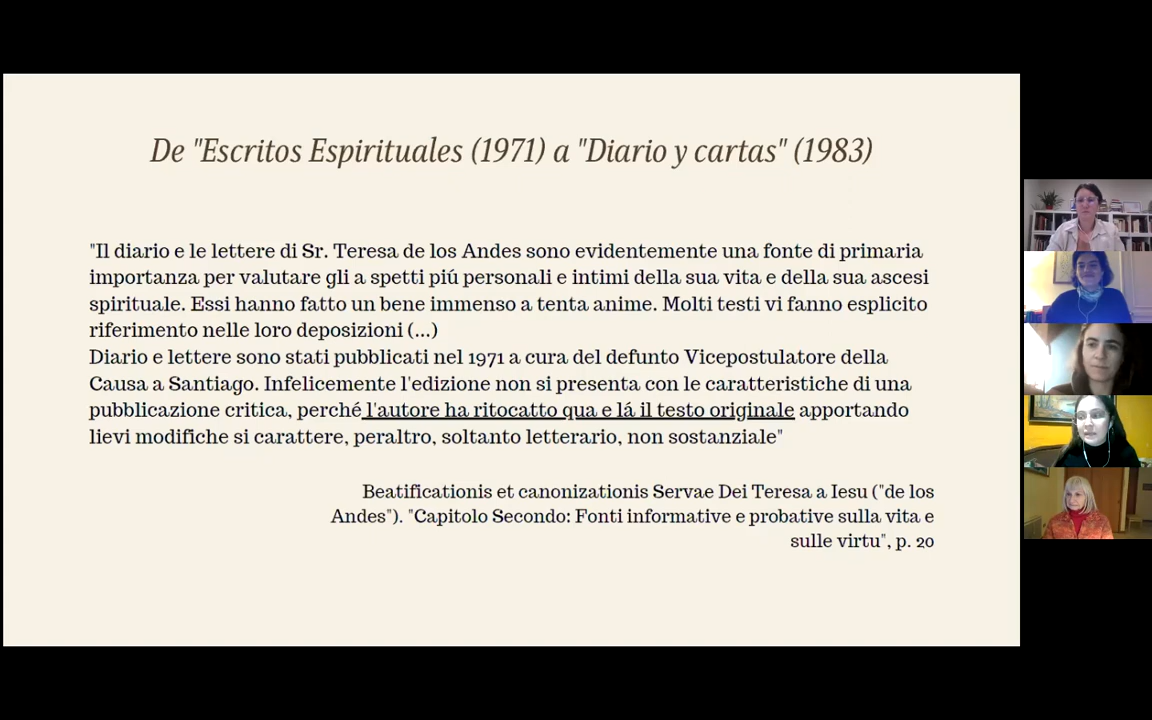 De "Escritos Espirituales (1971) a "Diario y cartas" (1983)
"Il diario e le lettere di Sr. Teresa de los Andes sono evidentemente una fonte di primaria
importanza per valutare gli a spetti piú personali e intimi della sua vita e della sua ascesi
spirituale. Essi hanno fatto un bene immenso a tenta anime. Molti testi vi fanno esplicito
riferimento nelle loro deposizioni (...)
Diario e lettere sono stati pubblicati nel 1971 a cura del defunto Vicepostulatore della
Causa a Santiago. Infelicemente l'edizione non si presenta con le caratteristiche di una
pubblicazione critica, perché l'autore ha ritocatto qua e lá il testo originale apportando
lievi modifiche si carattere, peraltro, soltanto letterario, non sostanziale"
Beatificationis et canonizationis Servae Dei Teresa a Iesu ("de los
Andes"). "Capitolo Secondo: Fonti informative e probative sulla vita e
sulle virtu", p. 20